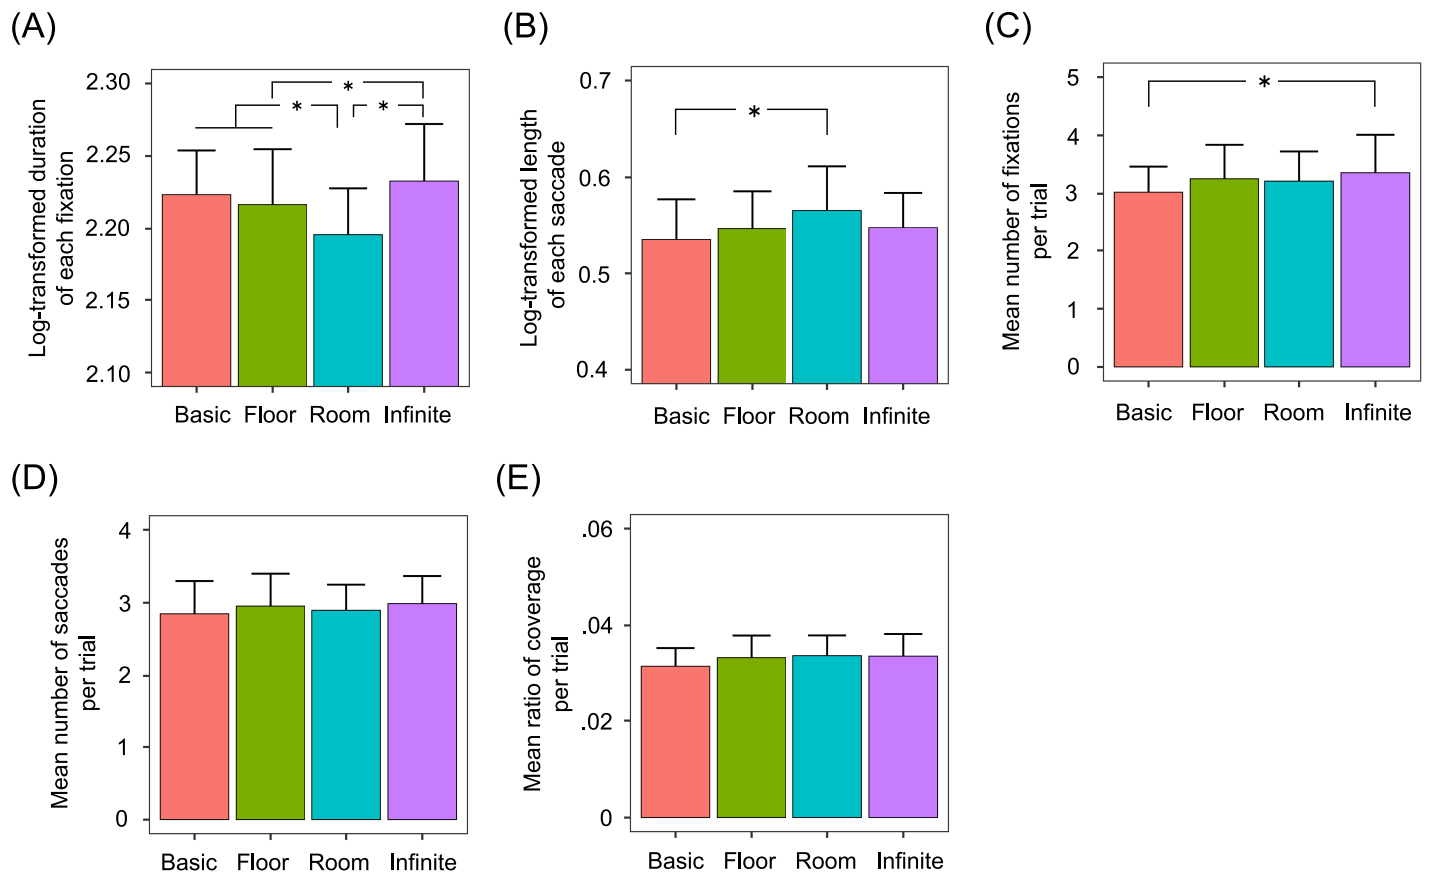 (A)
Log-transformed duration
of each fixation
2.30
2.25
2.20
2.15
2.10
*
*
*
Basic Floor Room Infinite
(B)
Log-transformed length
of each saccade
0.7
0.6
0.5
0.4
*
Basic Floor Room Infinite
(C)
Mean number of fixations
per trial
5
4
3
2
1
0
*
Basic Floor Room Infinite
(D)
Mean number of saccades
per trial
4
3
2
1
0
Basic Floor Room Infinite
(E)
Mean ratio of coverage
per trial
.06
.04
.02
0
Basic Floor Room Infinite